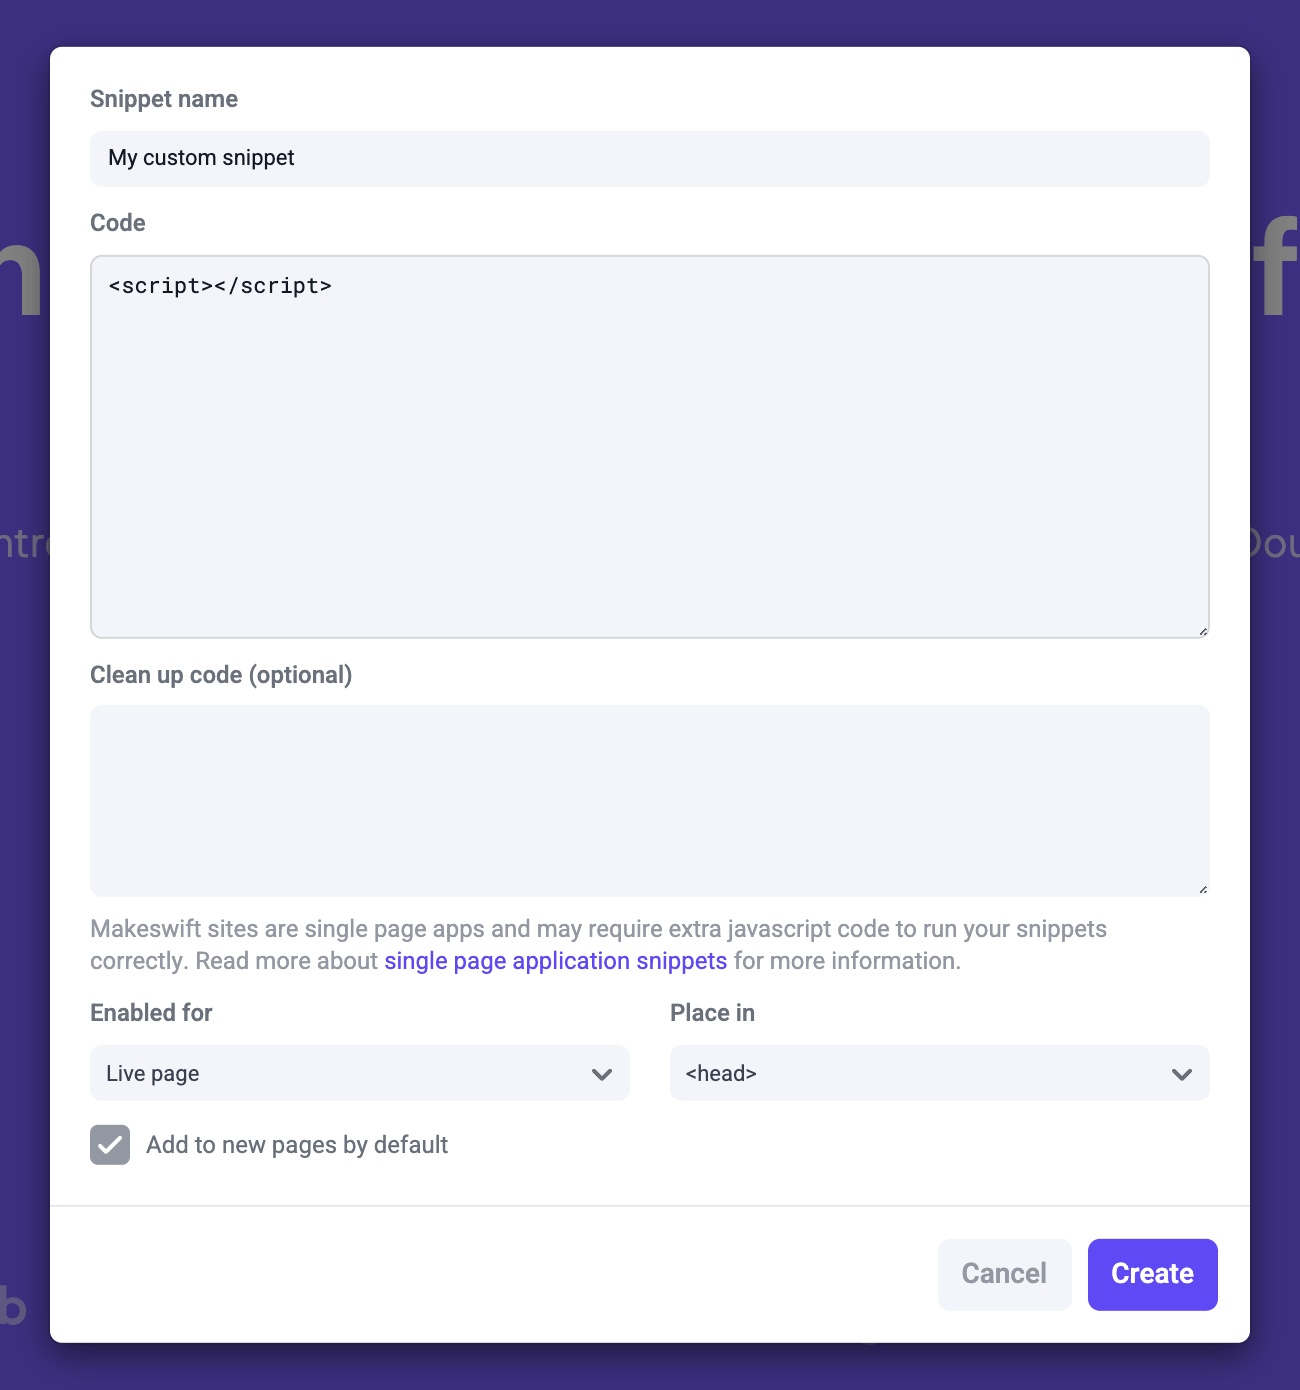 Snippet name
My custom snippet
Code
<script></script>
Clean up code (optional)
Makeswift sites are single page apps and may require extra javascript code to run your snippets
correctly. Read more about single page application snippets for more information.
Enabled for
Place in
Live page
<head>
Add to new pages by default
Cancel
Create